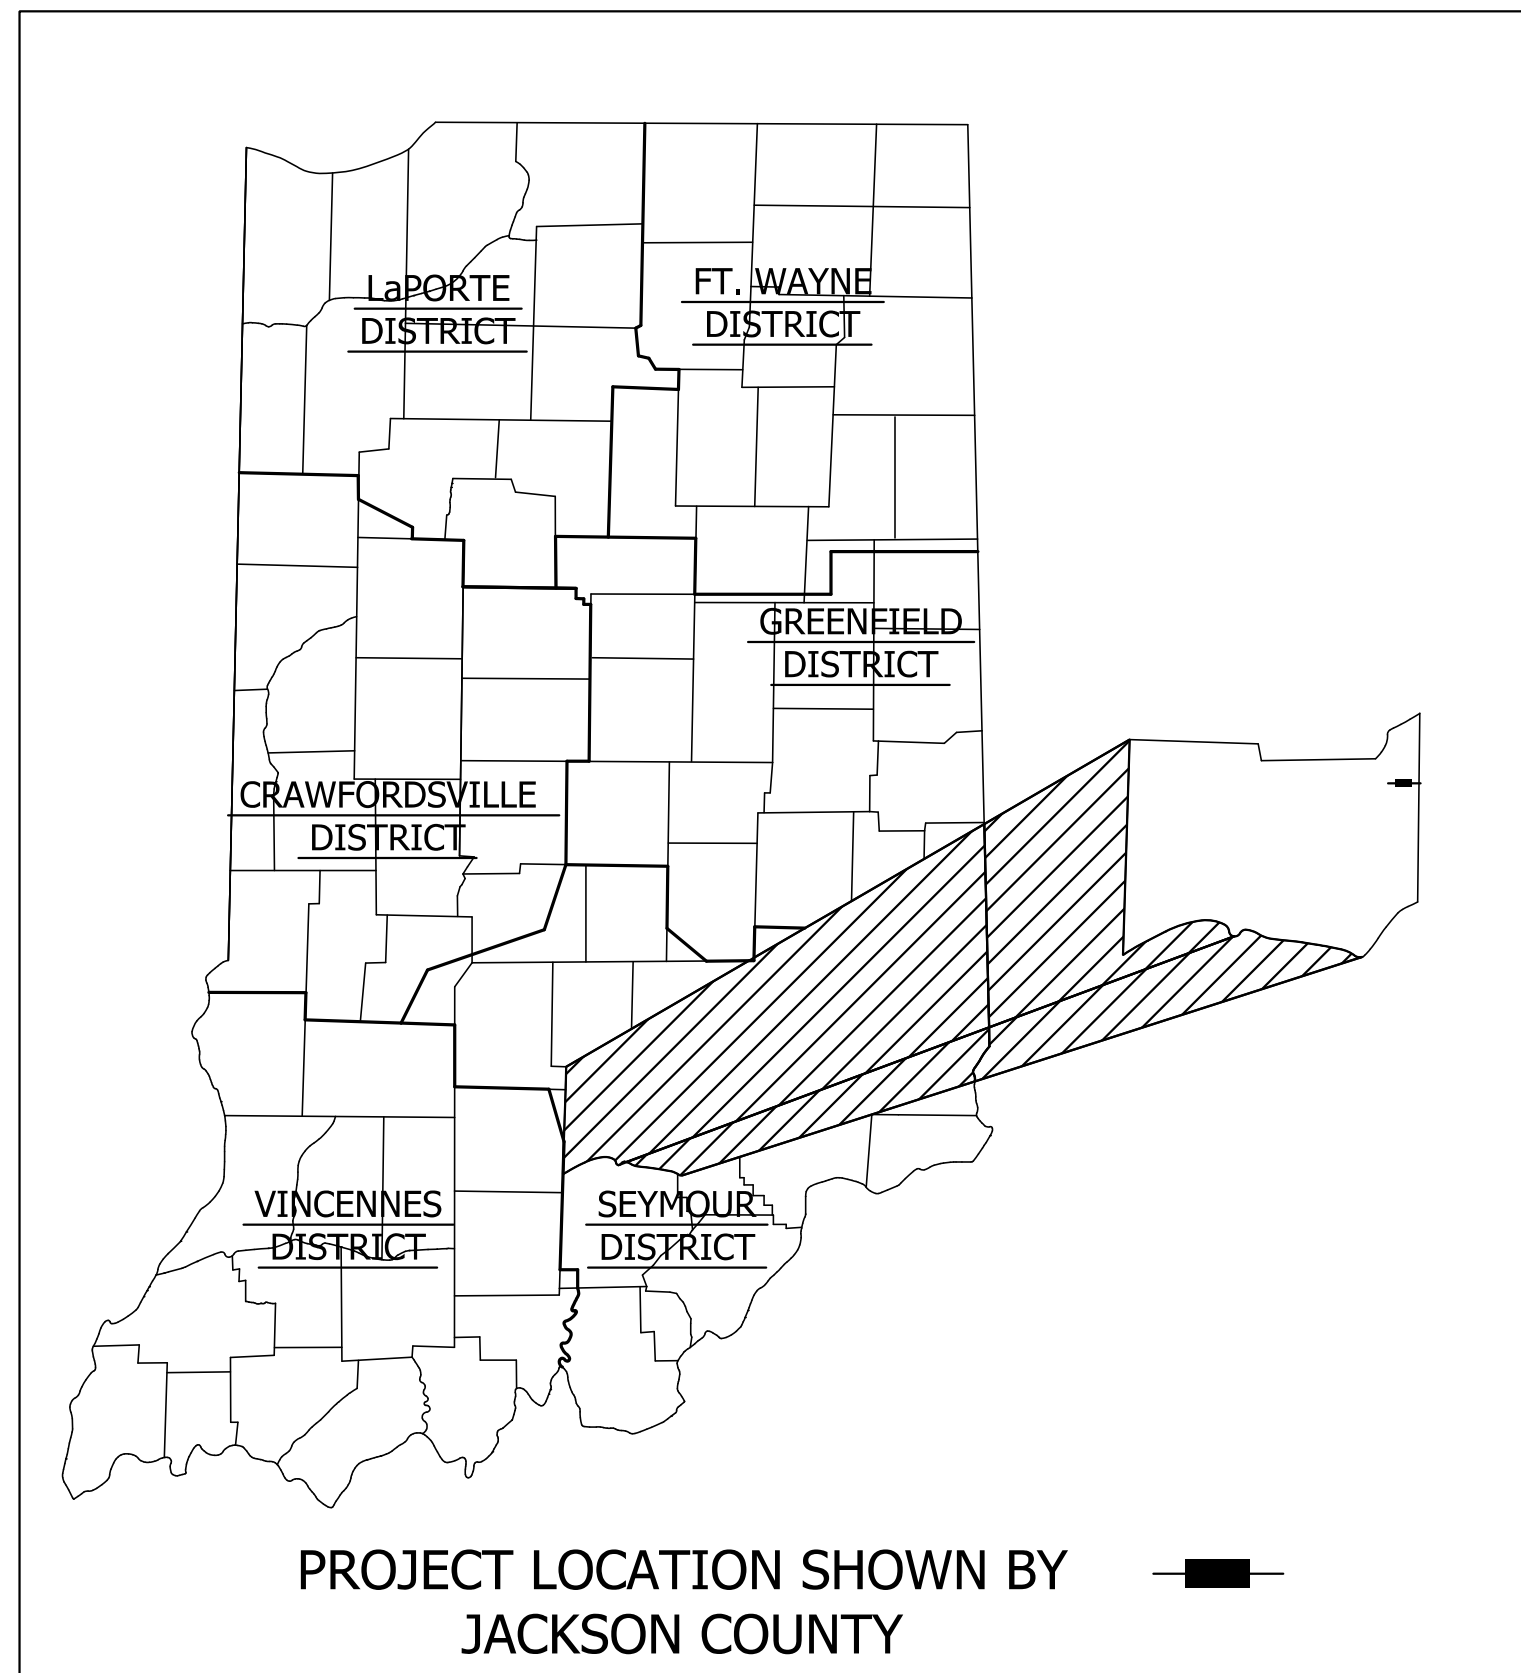 LaPORTE
DISTRICT
FT. WAYNE
DISTRICT
GREENFIELD
DISTRICT
CRAWFORDSVILLE
DISTRICT
VINCENNES
DISTRICT
SEYMOUR
DISTRICT
PROJECT LOCATION SHOWN BY
JACKSON COUNTY